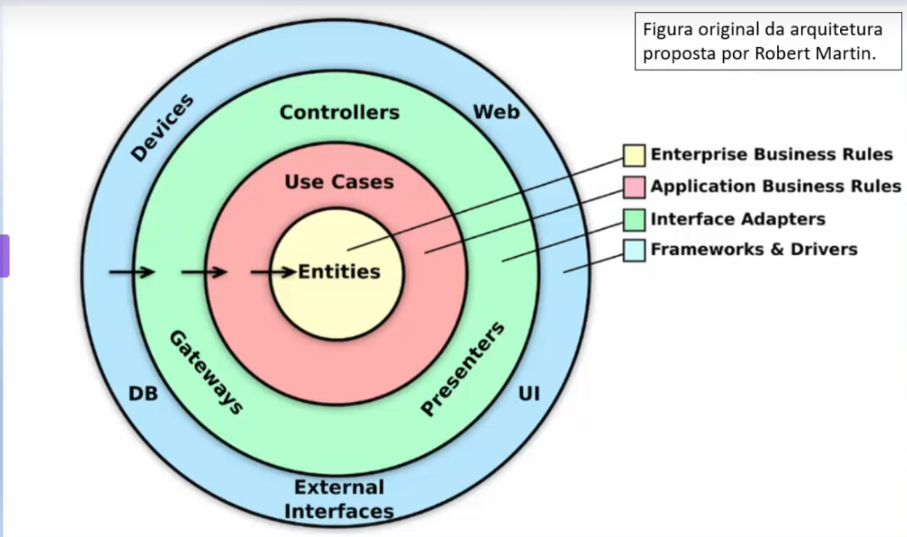 Figura original da arquitetura
proposta por Robert Martin.
Devices
Controllers
Web
Use Cases
Entities
Gateways
Presenters
DB
UI
External
Interfaces
Enterprise Business Rules
Application Business Rules
Interface Adapters
Frameworks & Drivers